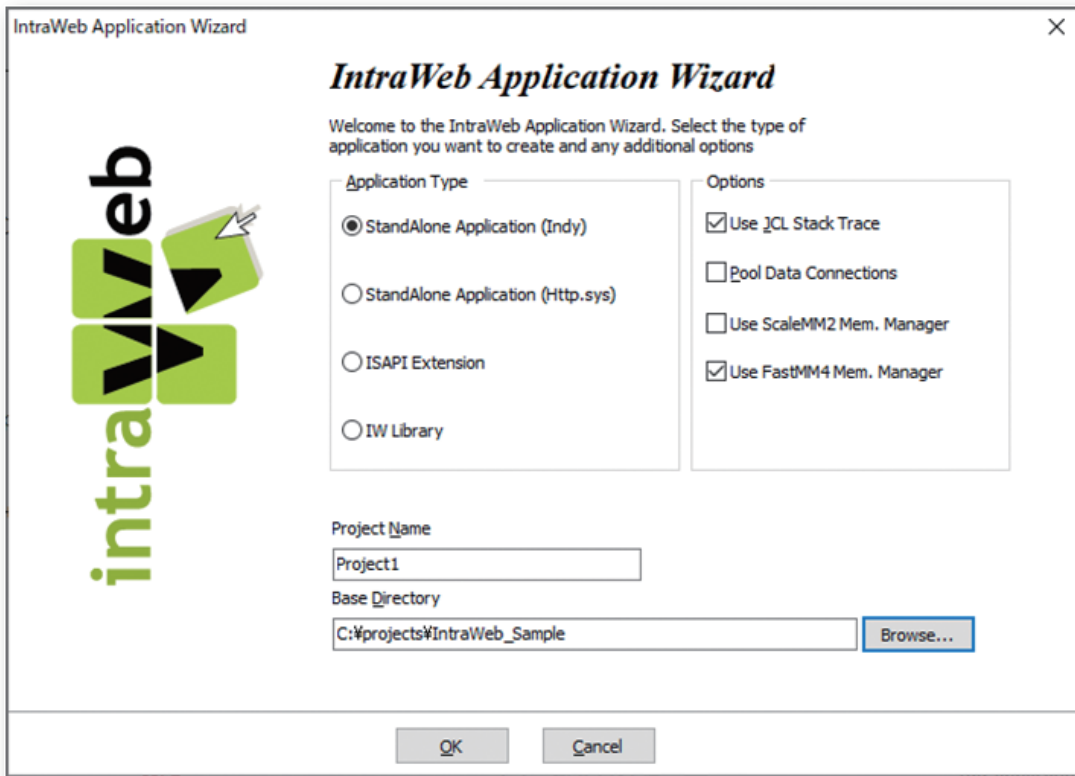 IntraWeb Application Wizard
IntraWeb Application Wizard
Welcome to the IntraWeb Application Wizard. Select the type of
application you want to create and any additional options
intraWeb
Application Type
StandAlone Application (Indy)
StandAlone Application (Http.sys)
ISAPI Extension
IW Library
Options
Use JCL Stack Trace
Pool Data Connections
Use ScaleMM2 Mem. Manager
Use FastMM4 Mem. Manager
Project Name
Project1
Base Directory
C:¥projects¥IntraWeb_Sample
Browse...
OK
Cancel